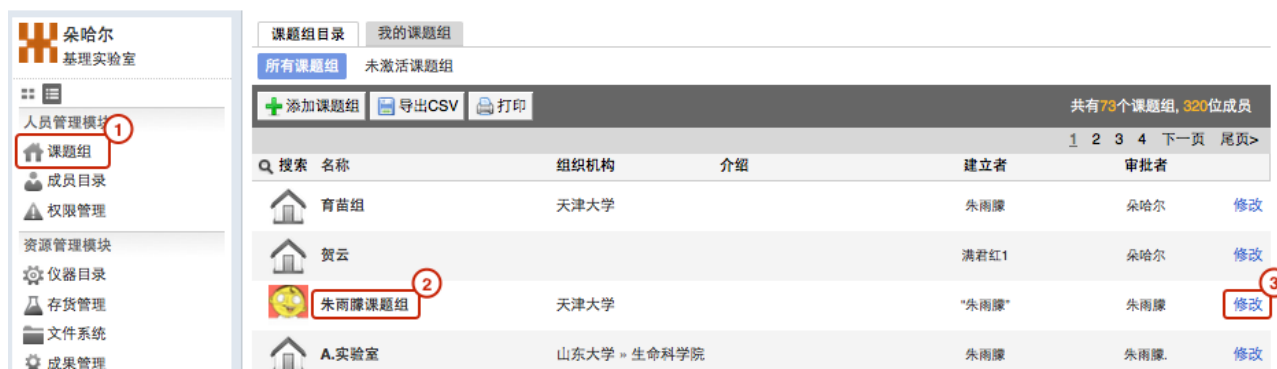 朵哈尔
基理实验室
人员管理模块
1
课题组
成员目录
权限管理
资源管理模块
仪器目录
存货管理
文件系统
成果管理
课题组目录 我的课题组
所有课题组 未激活课题组
添加课题组 导出CSV 打印 共有73个课题组, 320位成员
1 2 3 4 下一页 尾页>
搜索 名称 组织机构 介绍 建立者 审批者
育苗组 天津大学 朱雨朦 朵哈尔 修改
贺云 满君红1 朵哈尔 修改
2 3
朱雨朦课题组 天津大学 "朱雨朦" 朱雨朦 修改
A.实验室 山东大学 » 生命科学院 朱雨朦 朱雨朦. 修改